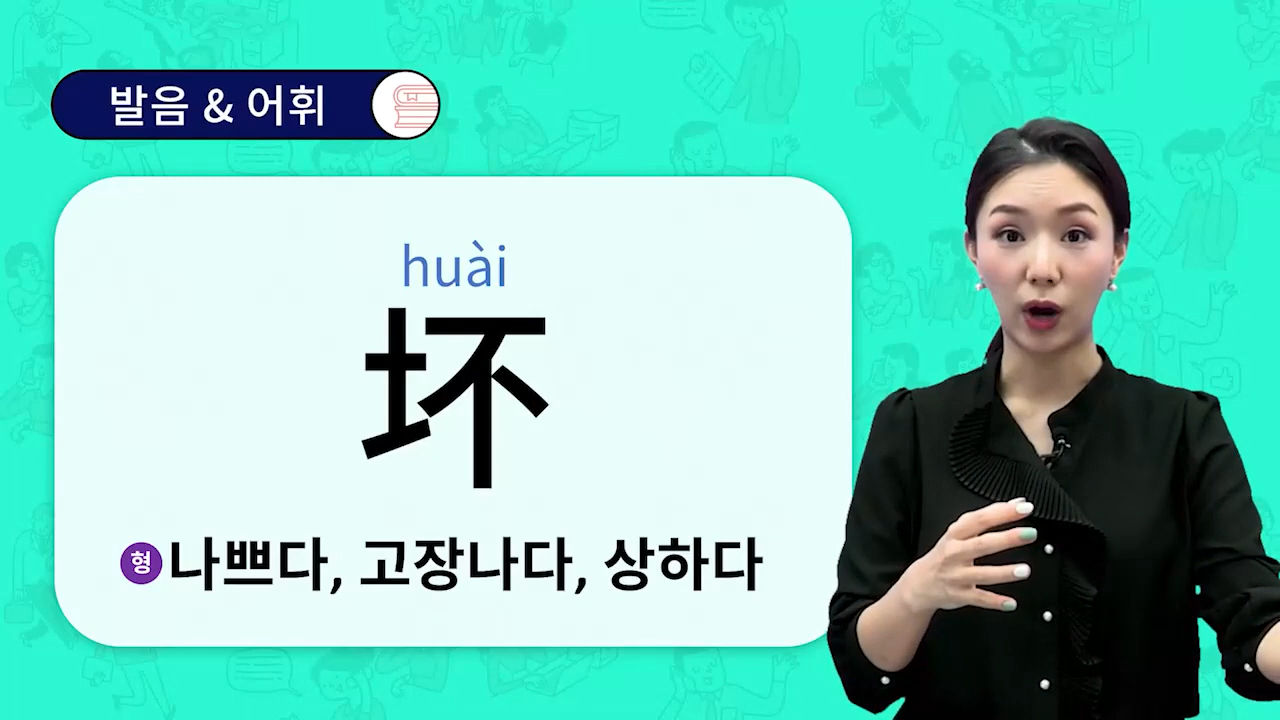 발음 & 어휘
huài
坏
형 나쁘다, 고장나다, 상하다